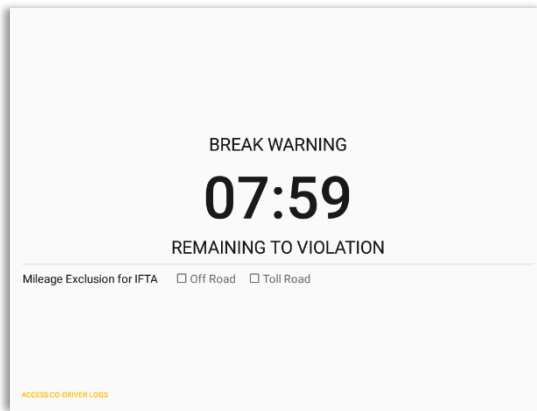 BREAK WARNING
07:59
REMAINING TO VIOLATION
Mileage Exclusion for IFTA ☐ Off Road ☐ Toll Road
ACCESS CO-DRIVER LOGS